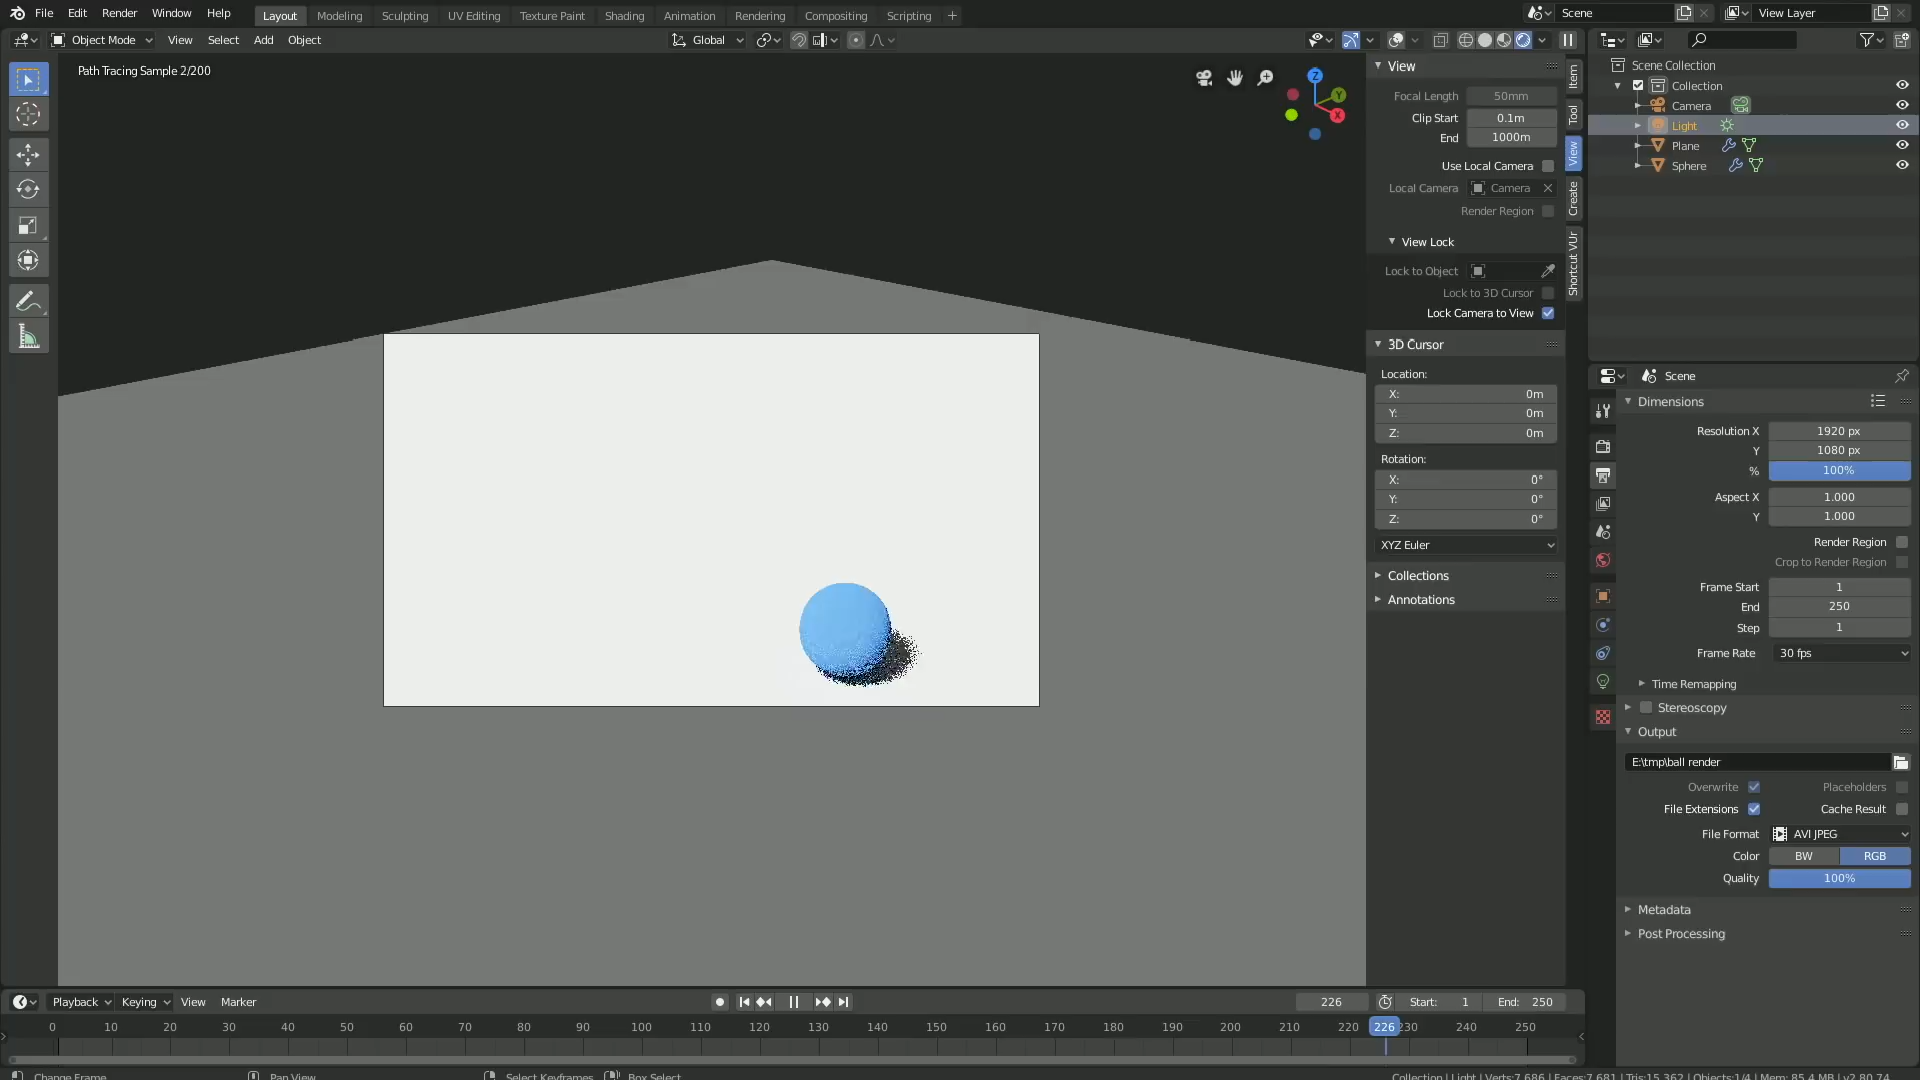 File Edit Render Window Help Layout Modeling Sculpting UV Editing Texture Paint Shading Animation Rendering Compositing Scripting + Scene View Layer
Object Mode View Select Add Object Global
Path Tracing Sample 2/200
Z
Y
X
View
Focal Length 50mm
Clip Start 0.1m
End 1000m
Use Local Camera
Local Camera Camera
Render Region
View Lock
Lock to Object
Lock to 3D Cursor
Lock Camera to View
3D Cursor
Location:
X: 0m
Y: 0m
Z: 0m
Rotation:
X: 0°
Y: 0°
Z: 0°
XYZ Euler
Collections
Annotations
Item
Tool
View
Create
Shortcut VUr
Scene Collection
Collection
Camera
Light
Plane
Sphere
Scene
Dimensions
Resolution X 1920 px
Y 1080 px
% 100%
Aspect X 1.000
Y 1.000
Render Region
Crop to Render Region
Frame Start 1
End 250
Step 1
Frame Rate 30 fps
Time Remapping
Stereoscopy
Output
E:\tmp\ball render
Overwrite Placeholders
File Extensions Cache Result
File Format AVI JPEG
Color BW RGB
Quality 100%
Metadata
Post Processing
Playback Keying View Marker 226 Start: 1 End: 250
0 10 20 30 40 50 60 70 80 90 100 110 120 130 140 150 160 170 180 190 200 210 220 226 230 240 250
Change Frame Pan View Select Keyframes Box Select Collection | Light | Verts:7,686 | Faces:7,681 | Tris:15,362 | Objects:1/4 | Mem: 85.4 MB | v2.80.74